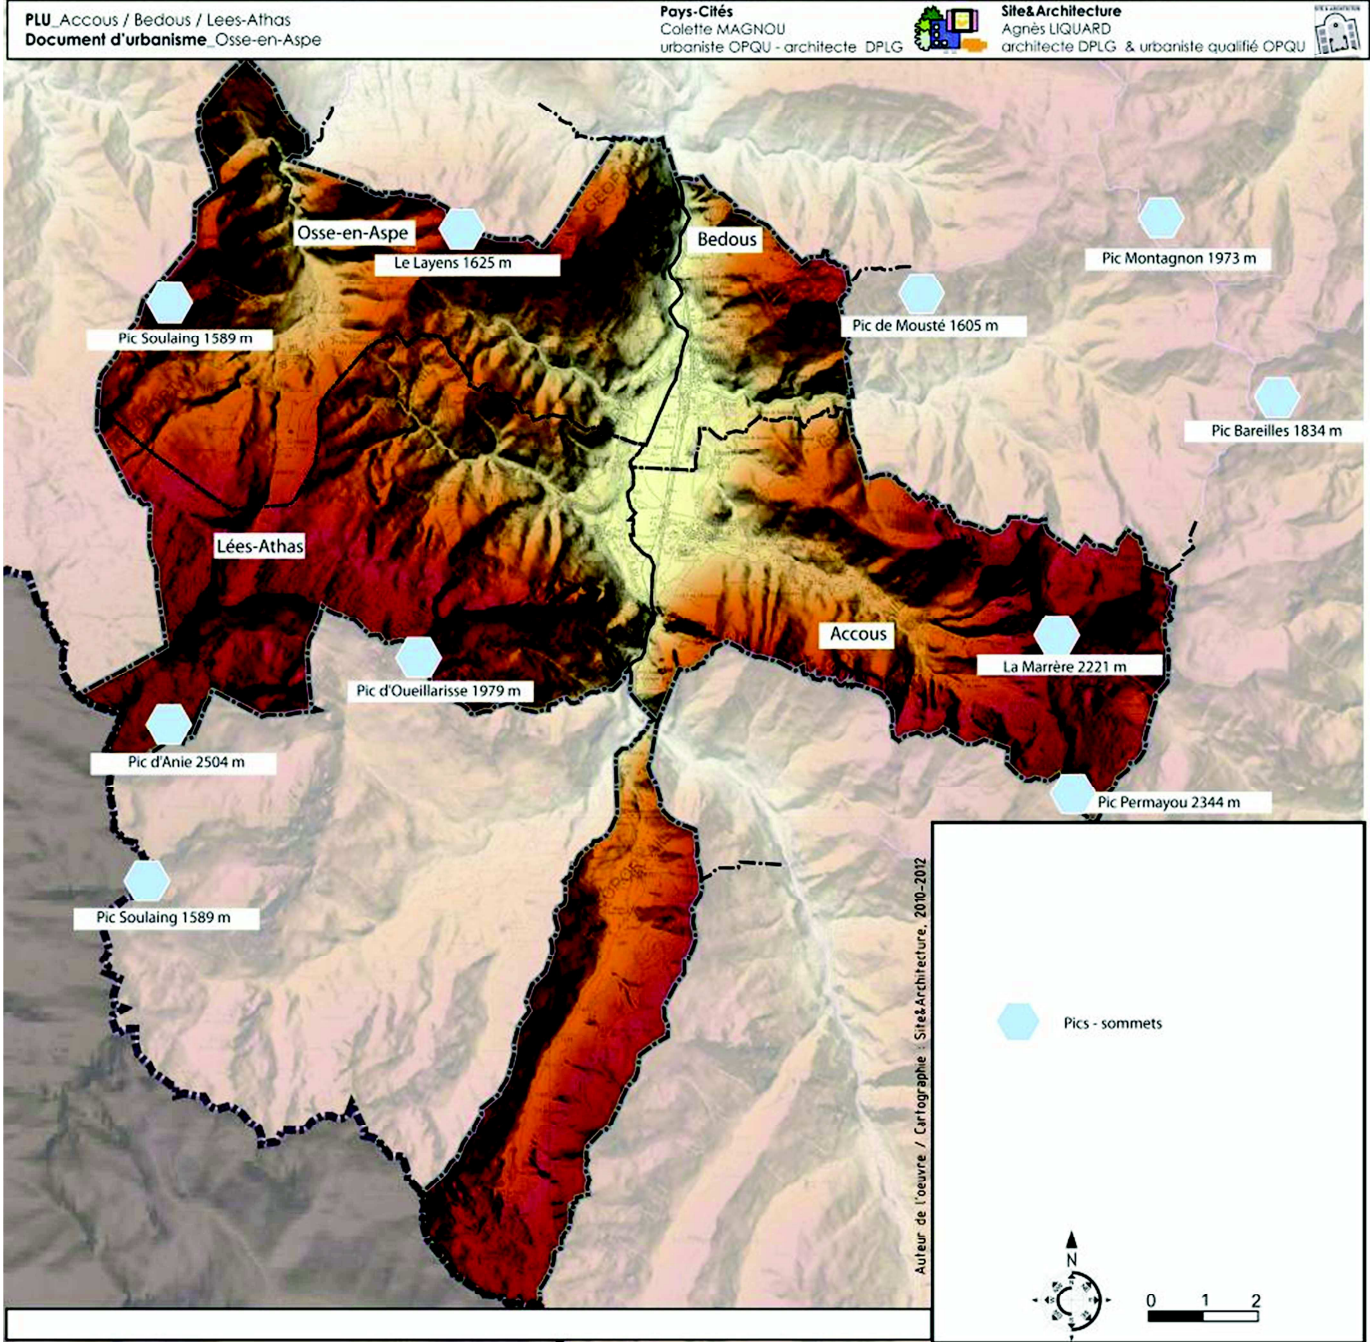 PLU_Accous / Bedous / Lees-Athas
Document d'urbanisme_Osse-en-Aspe
Pays-Cités
Colette MAGNOU
urbaniste OPQU - architecte DPLG
Site&Architecture
Agnès LIQUARD
architecte DPLG & urbaniste qualifié OPQU
SITE & ARCHITECTURE
Osse-en-Aspe
Le Layens 1625 m
Bedous
Pic Montagnon 1973 m
Pic de Mousté 1605 m
Pic Soulaing 1589 m
Pic Bareilles 1834 m
Lées-Athas
Accous
La Marrère 2221 m
Pic d'Oueillarisse 1979 m
Pic d'Anie 2504 m
Pic Permayou 2344 m
Pic Soulaing 1589 m
Auteur de l'oeuvre / Cartographie : Site&Architecture, 2010-2012
Pics - sommets
N
0 1 2